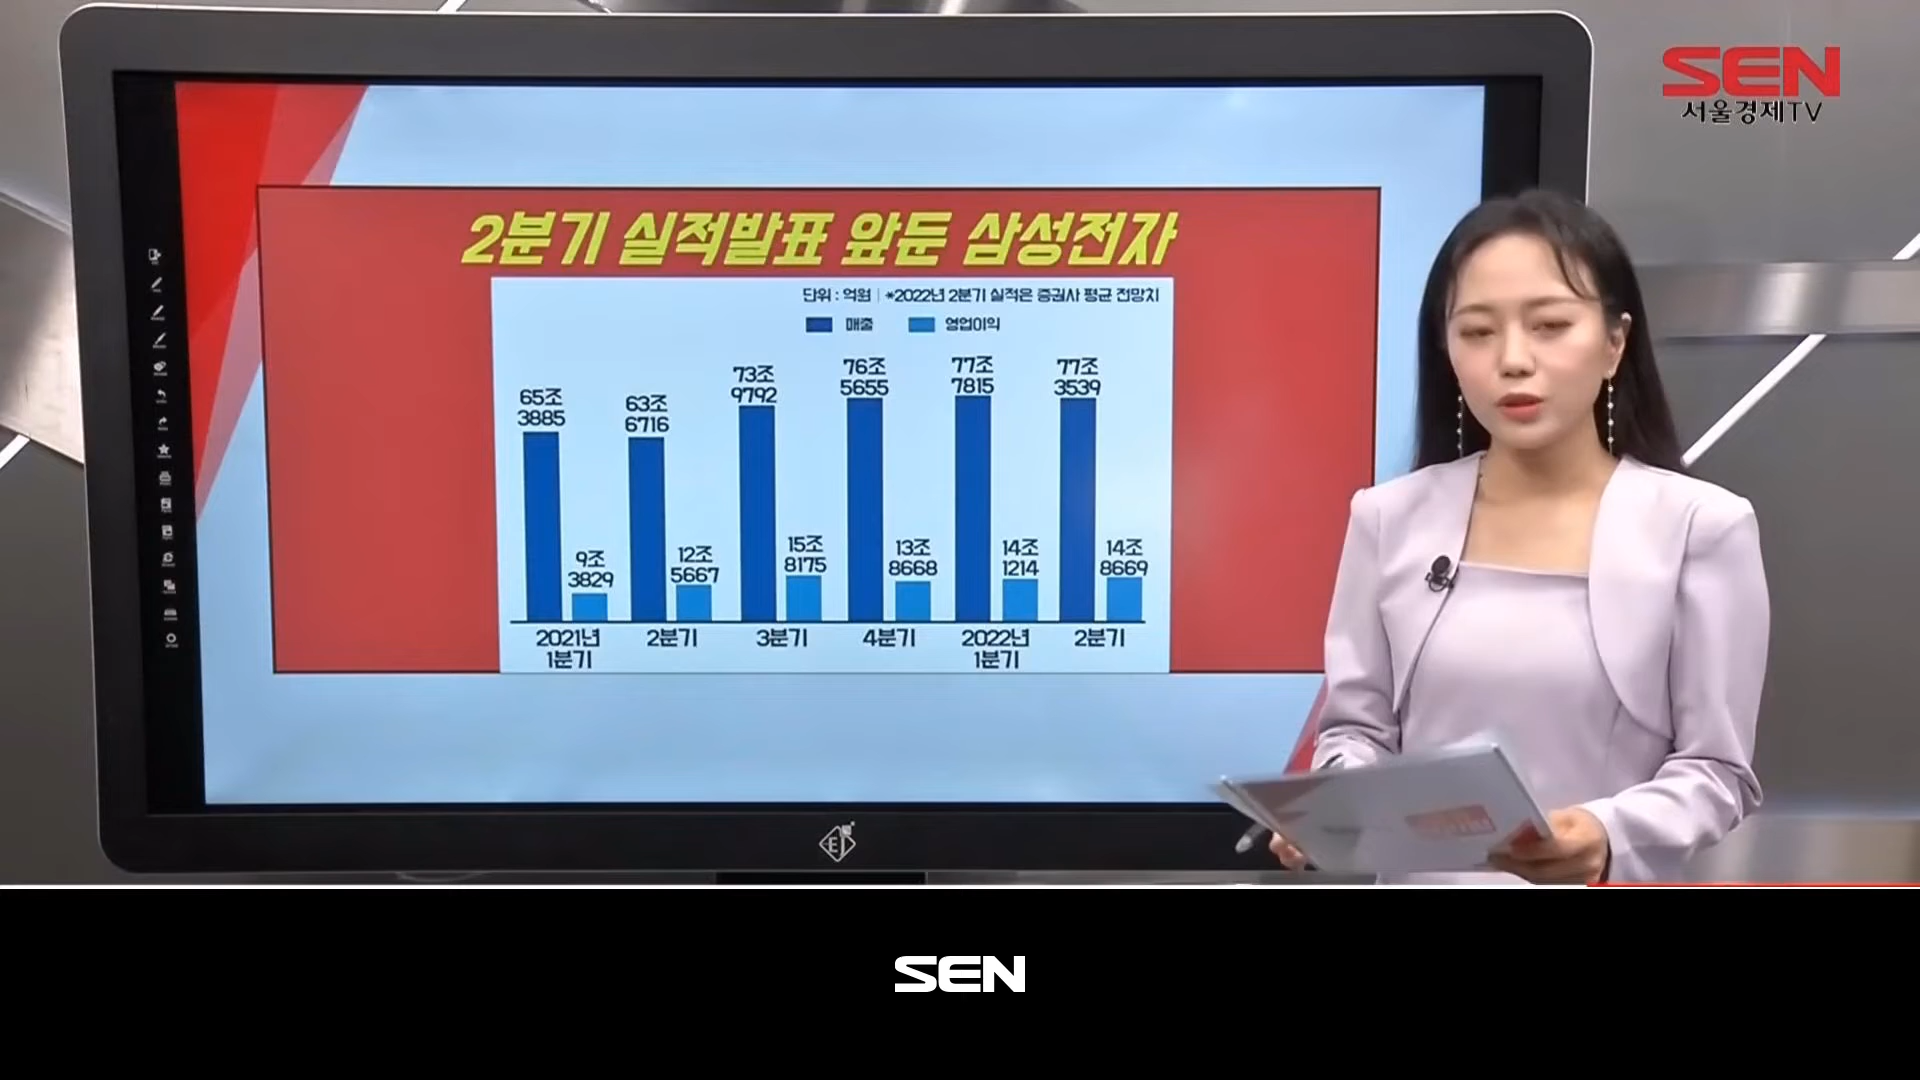 SEN
서울경제TV
2분기 실적발표 앞둔 삼성전자
단위 : 억원 | *2022년 2분기 실적은 증권사 평균 전망치
매출 영업이익
65조
3885
9조
3829
63조
6716
12조
5667
73조
9792
15조
8175
76조
5655
13조
8668
77조
7815
14조
1214
77조
3539
14조
8669
2021년
1분기
2분기
3분기
4분기
2022년
1분기
2분기
EJ
SEN